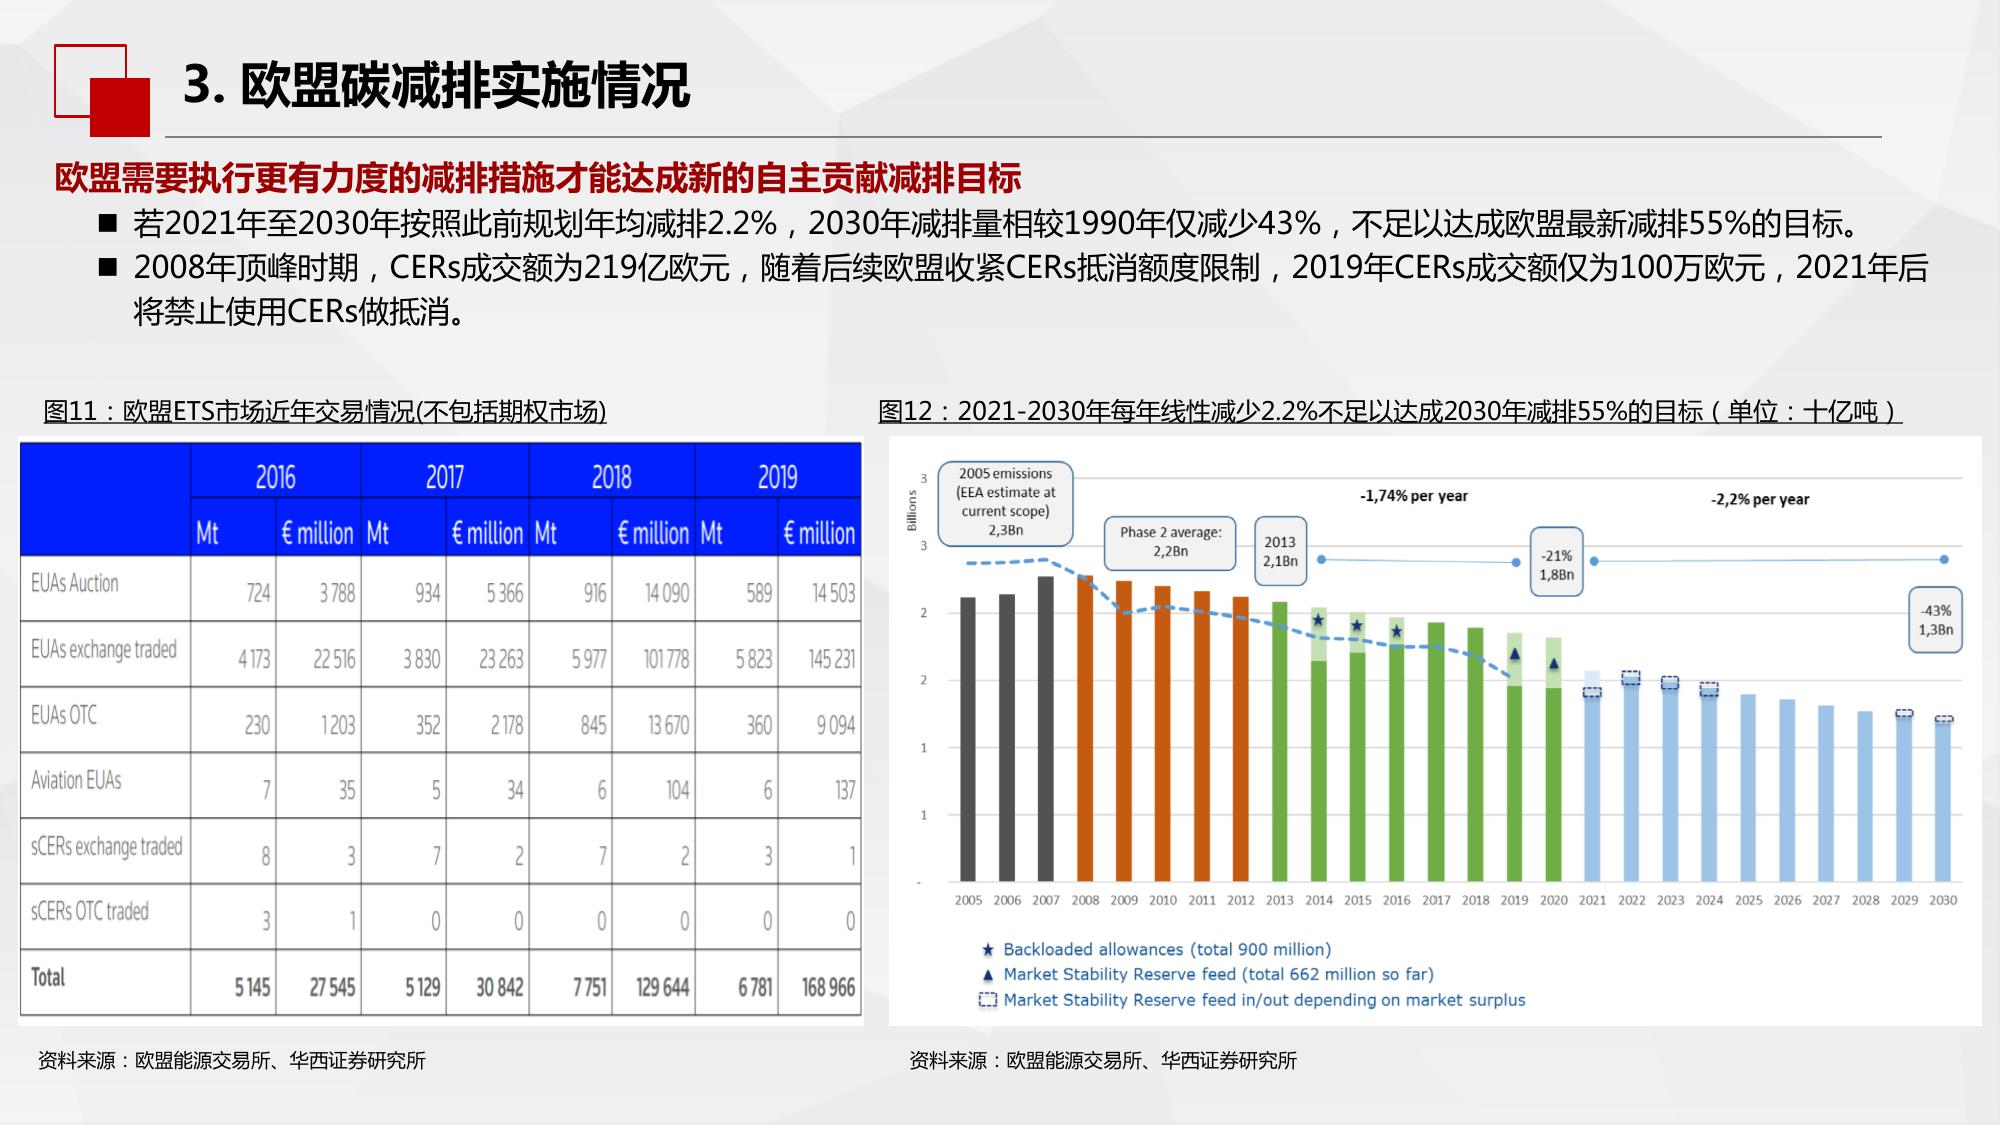 3. 欧盟碳减排实施情况
欧盟需要执行更有力度的减排措施才能达成新的自主贡献减排目标
■ 若2021年至2030年按照此前规划年均减排2.2%，2030年减排量相较1990年仅减少43%，不足以达成欧盟最新减排55%的目标。
■ 2008年顶峰时期，CERs成交额为219亿欧元，随着后续欧盟收紧CERs抵消额度限制，2019年CERs成交额仅为100万欧元，2021年后
将禁止使用CERs做抵消。
图11：欧盟ETS市场近年交易情况(不包括期权市场)
2016 2017 2018 2019
Mt € million Mt € million Mt € million Mt € million
EUAs Auction 724 3 788 934 5 366 916 14 090 589 14 503
EUAs exchange traded 4 173 22 516 3 830 23 263 5 977 101 778 5 823 145 231
EUAs OTC 230 1 203 352 2 178 845 13 670 360 9 094
Aviation EUAs 7 35 5 34 6 104 6 137
sCERs exchange traded 8 3 7 2 7 2 3 1
sCERs OTC traded 3 1 0 0 0 0 0 0
Total 5 145 27 545 5 129 30 842 7 751 129 644 6 781 168 966
资料来源：欧盟能源交易所、华西证券研究所
图12：2021-2030年每年线性减少2.2%不足以达成2030年减排55%的目标（单位：十亿吨）
Billions
3
3
2
2
1
1
-
2005 emissions
(EEA estimate at
current scope)
2,3Bn
Phase 2 average:
2,2Bn
2013
2,1Bn
-1,74% per year
-21%
1,8Bn
-2,2% per year
-43%
1,3Bn
2005 2006 2007 2008 2009 2010 2011 2012 2013 2014 2015 2016 2017 2018 2019 2020 2021 2022 2023 2024 2025 2026 2027 2028 2029 2030
★ Backloaded allowances (total 900 million)
▲ Market Stability Reserve feed (total 662 million so far)
Market Stability Reserve feed in/out depending on market surplus
资料来源：欧盟能源交易所、华西证券研究所